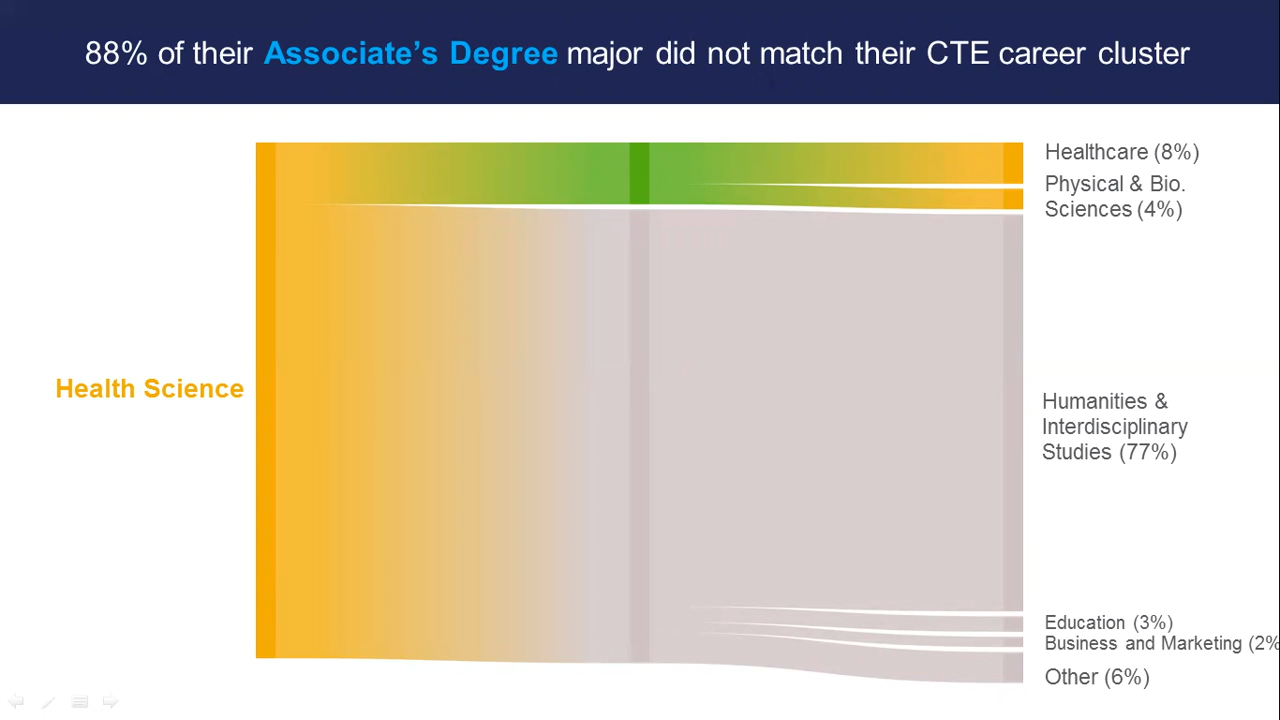 88% of their Associate’s Degree major did not match their CTE career cluster
Healthcare (8%)
Physical & Bio.
Sciences (4%)
Health Science
Humanities &
Interdisciplinary
Studies (77%)
Education (3%)
Business and Marketing (2%
Other (6%)